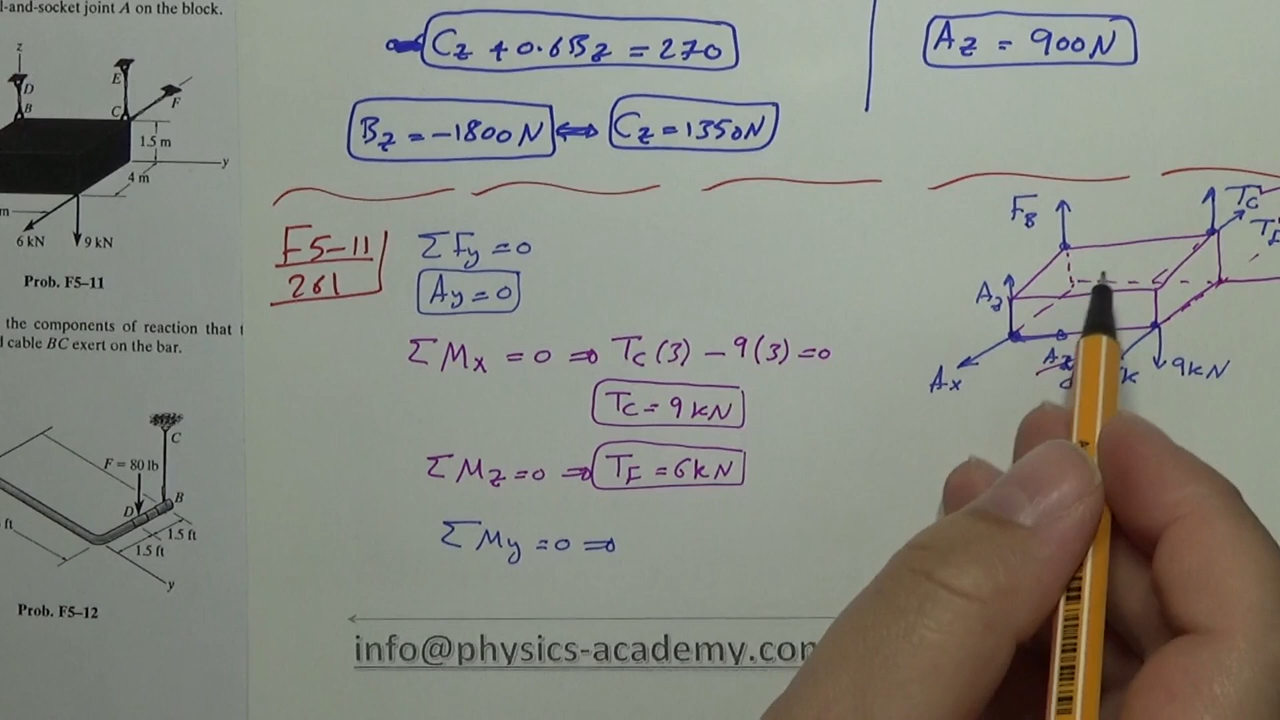 l-and-socket joint A on the block.
z
D
B
E
C
F
1.5 m
y
4 m
m
6 kN
9 kN
Prob. F5–11
the components of reaction that t
l cable BC exert on the bar.
C
F = 80 lb
B
D
ft
1.5 ft
1.5 ft
y
Prob. F5–12
Cz + 0.6Bz = 270
Az = 900N
Bz = -1800N ⇔ Cz = 1350N
F5-11
261
ΣFy = 0
Ay = 0
ΣMx = 0 ⇒ Tc(3) - 9(3) = 0
Tc = 9kN
ΣMz = 0 ⇒ TF = 6kN
ΣMy = 0 ⇒
FB
Tc
Az
Ax
9kN
info@physics-academy.com